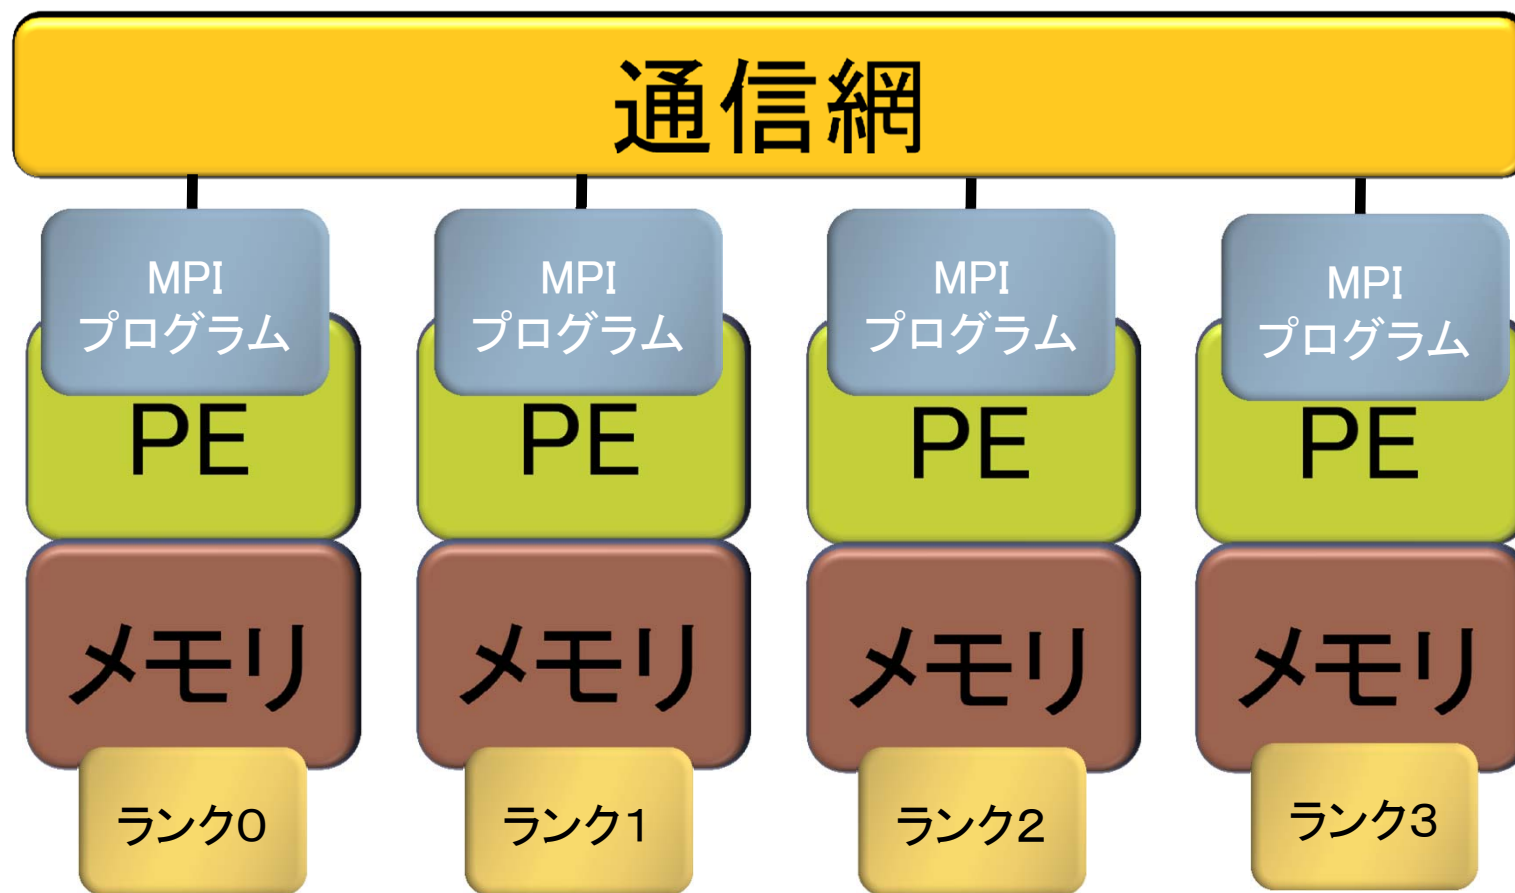 通信網
MPI
プログラム
MPI
プログラム
MPI
プログラム
MPI
プログラム
PE
PE
PE
PE
メモリ
メモリ
メモリ
メモリ
ランク0
ランク1
ランク2
ランク3